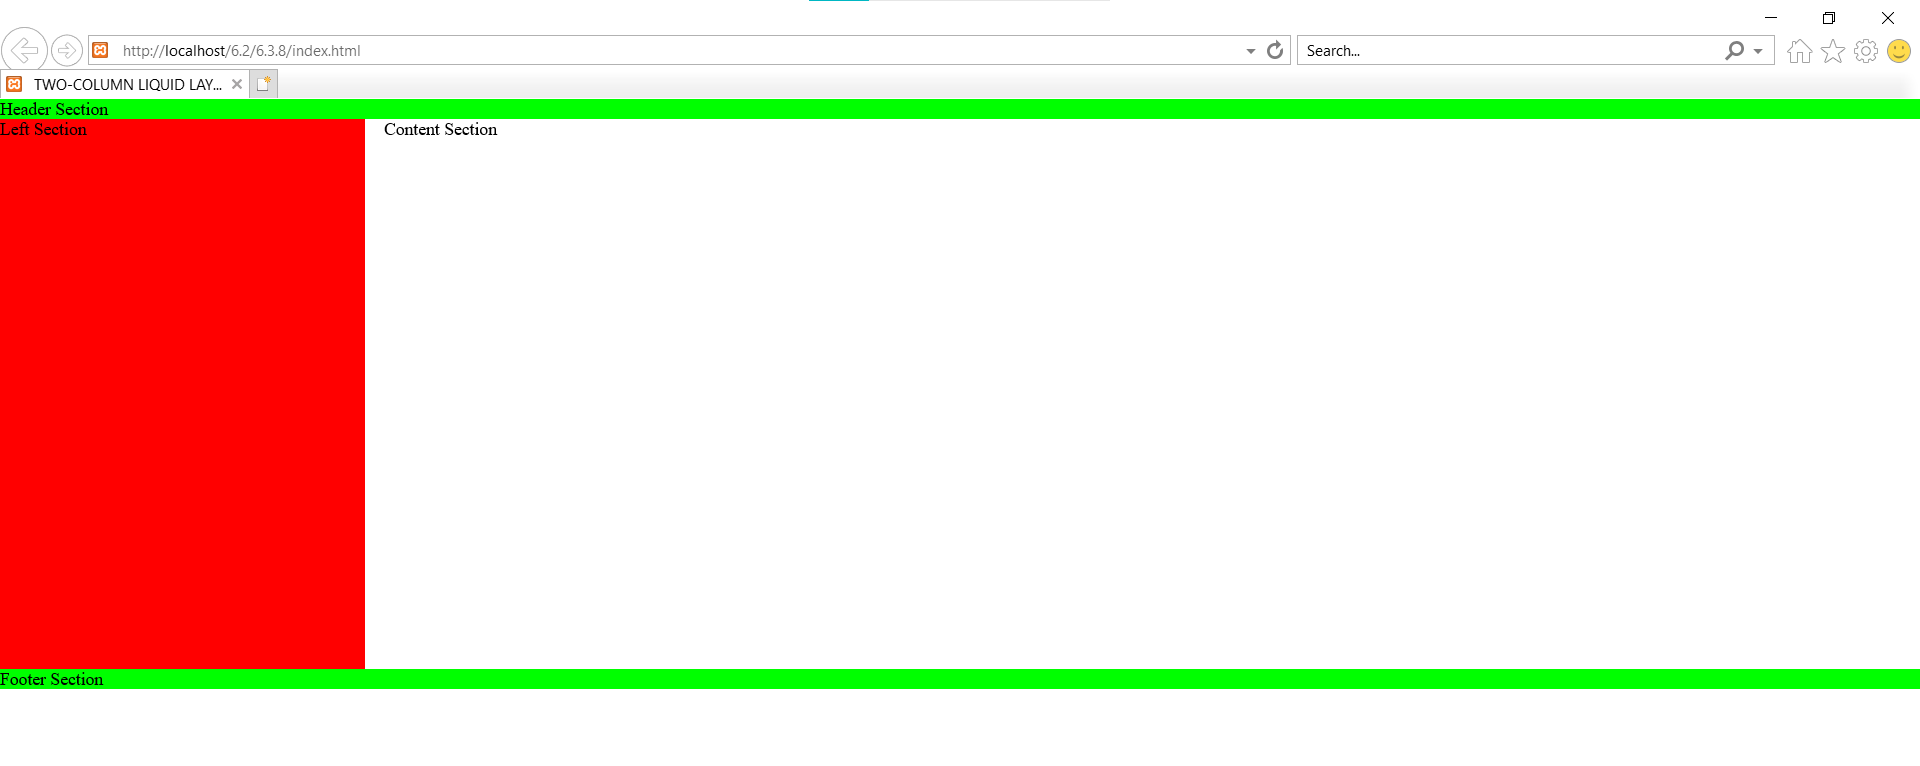 http://localhost/6.2/6.3.8/index.html
Search...
TWO-COLUMN LIQUID LAY...
Header Section
Left Section
Content Section
Footer Section